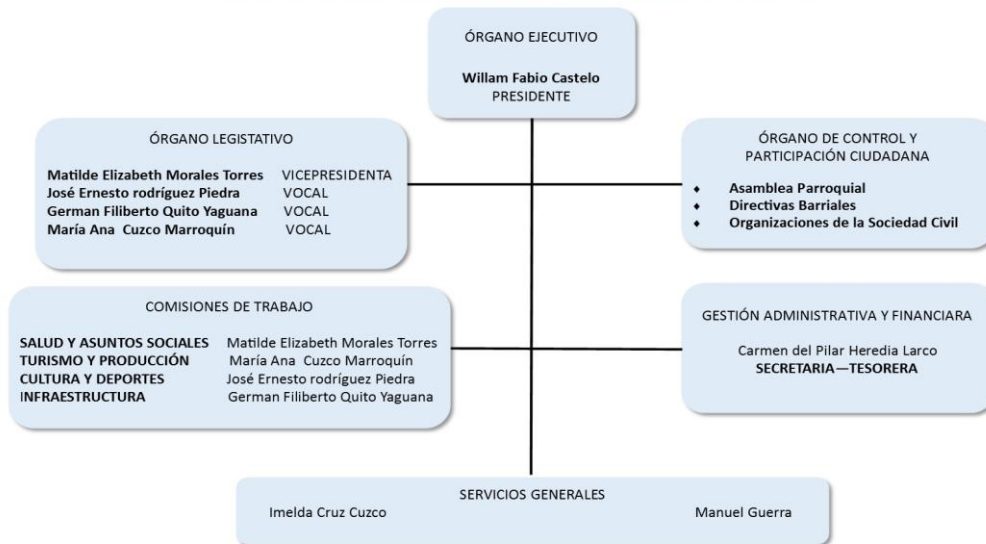 ÓRGANO EJECUTIVO
Willam Fabio Castelo
PRESIDENTE
ÓRGANO LEGISTATIVO
Matilde Elizabeth Morales Torres VICEPRESIDENTA
José Ernesto rodríguez Piedra VOCAL
German Filiberto Quito Yaguana VOCAL
María Ana Cuzco Marroquín VOCAL
ÓRGANO DE CONTROL Y
PARTICIPACIÓN CIUDADANA
♦ Asamblea Parroquial
♦ Directivas Barriales
♦ Organizaciones de la Sociedad Civil
COMISIONES DE TRABAJO
SALUD Y ASUNTOS SOCIALES Matilde Elizabeth Morales Torres
TURISMO Y PRODUCCIÓN María Ana Cuzco Marroquín
CULTURA Y DEPORTES José Ernesto rodríguez Piedra
INFRAESTRUCTURA German Filiberto Quito Yaguana
GESTIÓN ADMINISTRATIVA Y FINANCIARA
Carmen del Pilar Heredia Larco
SECRETARIA—TESORERA
SERVICIOS GENERALES
Imelda Cruz Cuzco Manuel Guerra